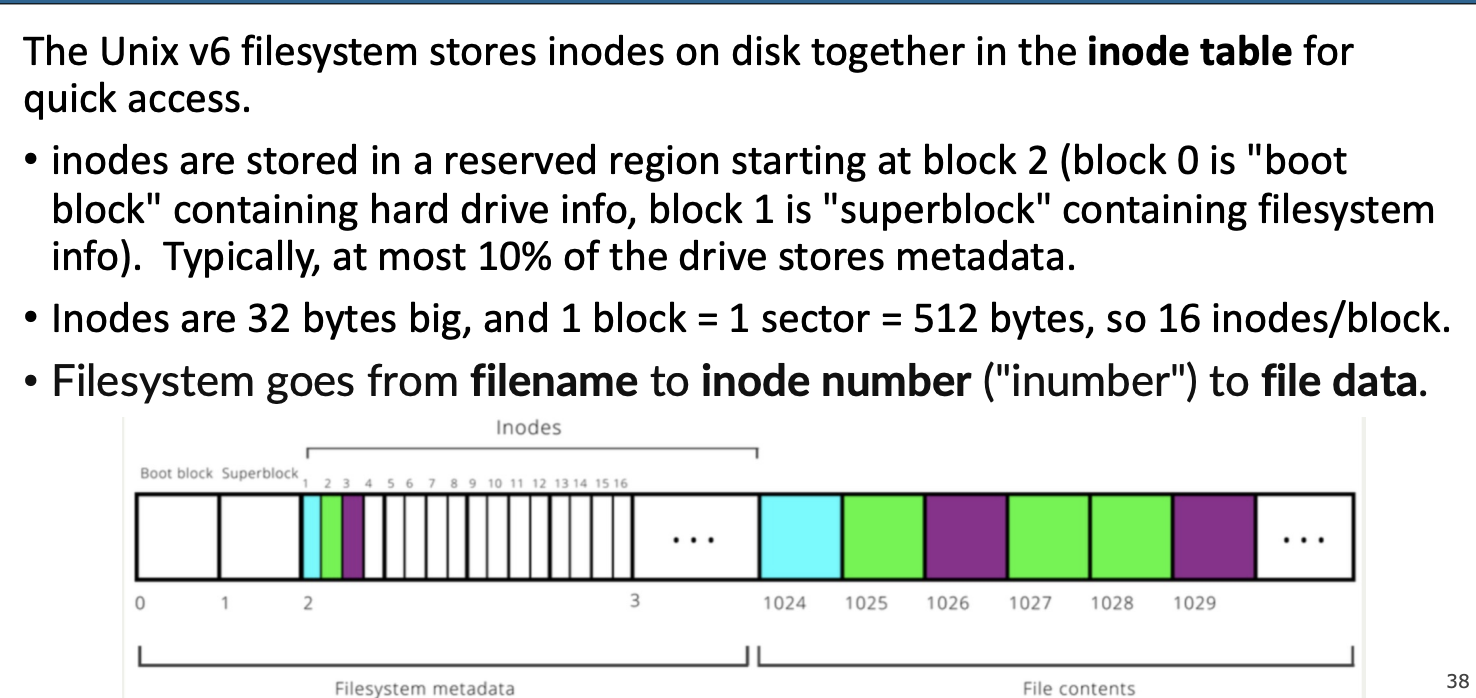 The Unix v6 filesystem stores inodes on disk together in the inode table for
quick access.
• inodes are stored in a reserved region starting at block 2 (block 0 is "boot
block" containing hard drive info, block 1 is "superblock" containing filesystem
info). Typically, at most 10% of the drive stores metadata.
• Inodes are 32 bytes big, and 1 block = 1 sector = 512 bytes, so 16 inodes/block.
• Filesystem goes from filename to inode number ("inumber") to file data.
Inodes
Boot block Superblock 1 2 3 4 5 6 7 8 9 10 11 12 13 14 15 16
... ...
0 1 2 3 1024 1025 1026 1027 1028 1029
Filesystem metadata File contents
38